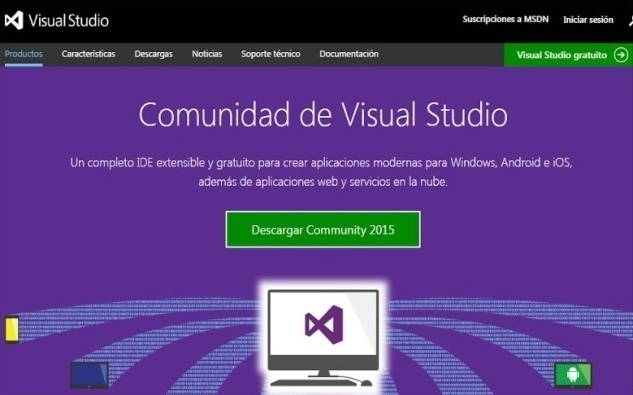 Visual Studio
Suscripciones a MSDN Iniciar sesión
Productos Características Descargas Noticias Soporte técnico Documentación
Visual Studio gratuito
Comunidad de Visual Studio
Un completo IDE extensible y gratuito para crear aplicaciones modernas para Windows, Android e iOS,
además de aplicaciones web y servicios en la nube.
Descargar Community 2015